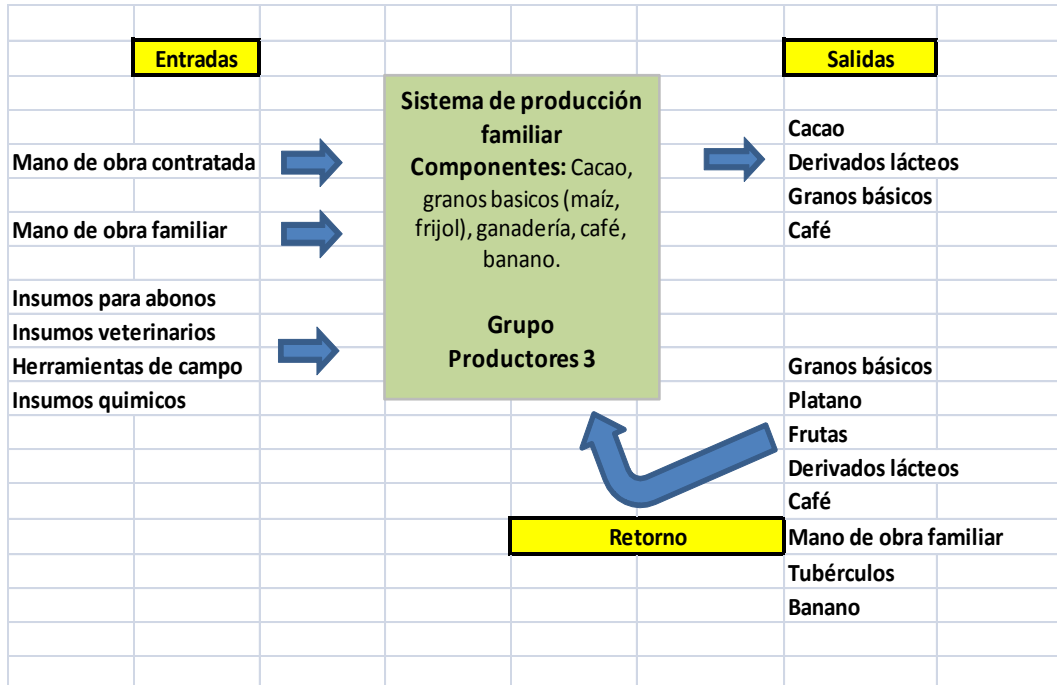 Entradas
Mano de obra contratada
Mano de obra familiar
Insumos para abonos
Insumos veterinarios
Herramientas de campo
Insumos quimicos
Sistema de producción
familiar
Componentes: Cacao,
granos basicos (maíz,
frijol), ganadería, café,
banano.
Grupo
Productores 3
Salidas
Cacao
Derivados lácteos
Granos básicos
Café
Granos básicos
Platano
Frutas
Derivados lácteos
Café
Retorno
Mano de obra familiar
Tubérculos
Banano